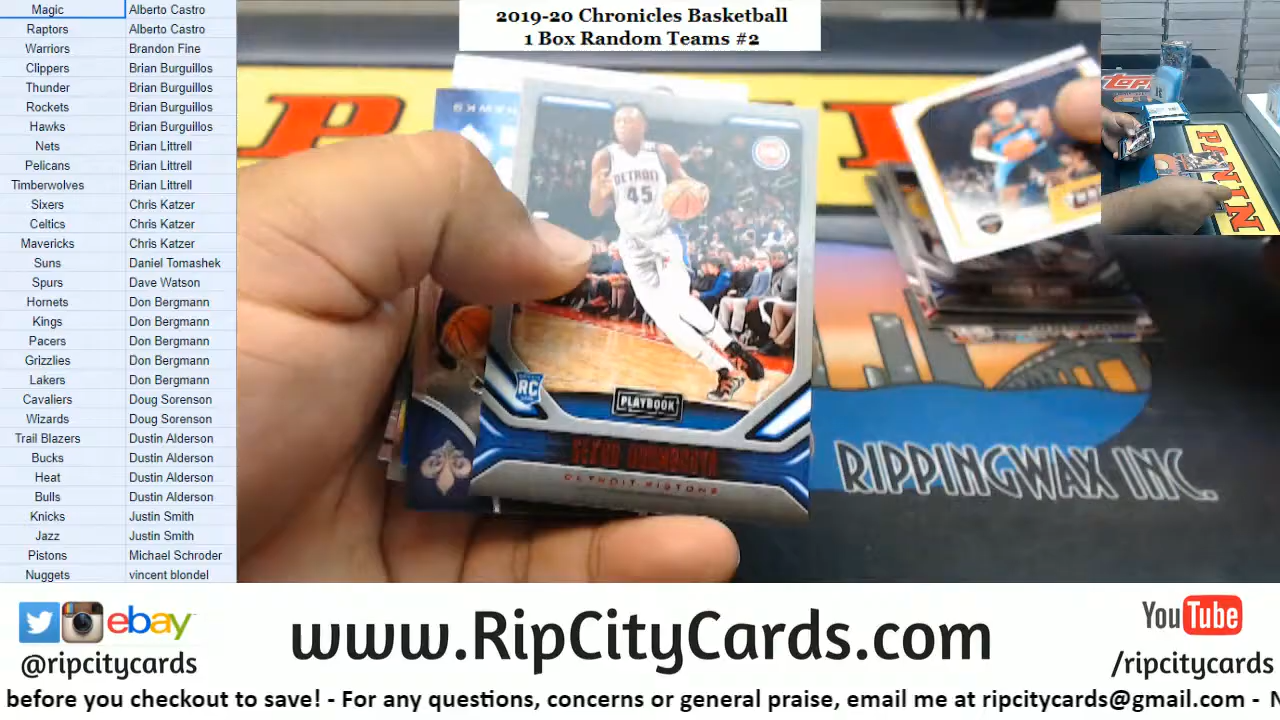 2019-20 Chronicles Basketball
1 Box Random Teams #2
Magic Alberto Castro
Raptors Alberto Castro
Warriors Brandon Fine
Clippers Brian Burguillos
Thunder Brian Burguillos
Rockets Brian Burguillos
Hawks Brian Burguillos
Nets Brian Littrell
Pelicans Brian Littrell
Timberwolves Brian Littrell
Sixers Chris Katzer
Celtics Chris Katzer
Mavericks Chris Katzer
Suns Daniel Tomashek
Spurs Dave Watson
Hornets Don Bergmann
Kings Don Bergmann
Pacers Don Bergmann
Grizzlies Don Bergmann
Lakers Don Bergmann
Cavaliers Doug Sorenson
Wizards Doug Sorenson
Trail Blazers Dustin Alderson
Bucks Dustin Alderson
Heat Dustin Alderson
Bulls Dustin Alderson
Knicks Justin Smith
Jazz Justin Smith
Pistons Michael Schroder
Nuggets vincent blondel
DETROIT
45
RC
PLAYBOOK
DETROIT PISTONS
RIPPINGWAX INC.
TOPPS
PANIN
ebay
@ripcitycards
www.RipCityCards.com
YouTube
/ripcitycards
before you checkout to save! - For any questions, concerns or general praise, email me at ripcitycards@gmail.com - N